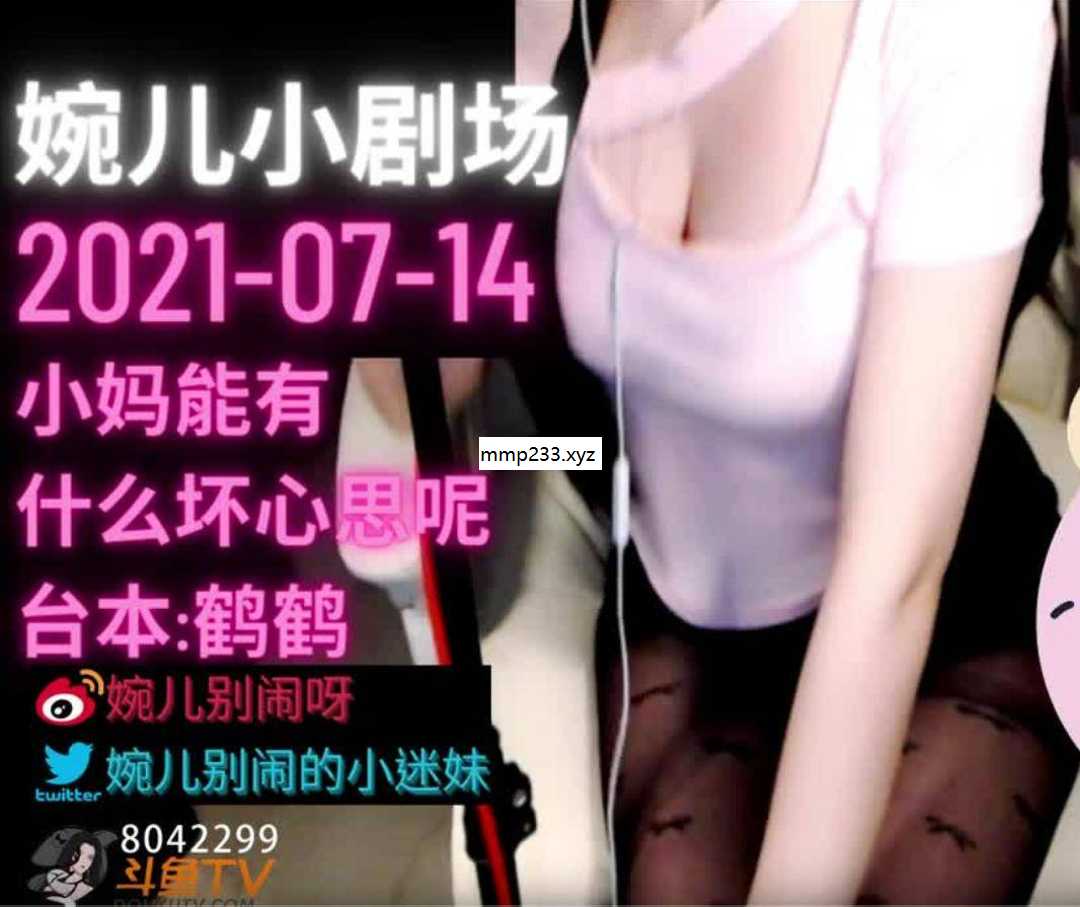 婉儿小剧场
2021-07-14
小妈能有
mmp233.xyz
什么坏心思呢
台本:鹤鹤
婉儿别闹呀
婉儿别闹的小迷妹
twitter
8042299
斗鱼TV
DOUYUTV.COM